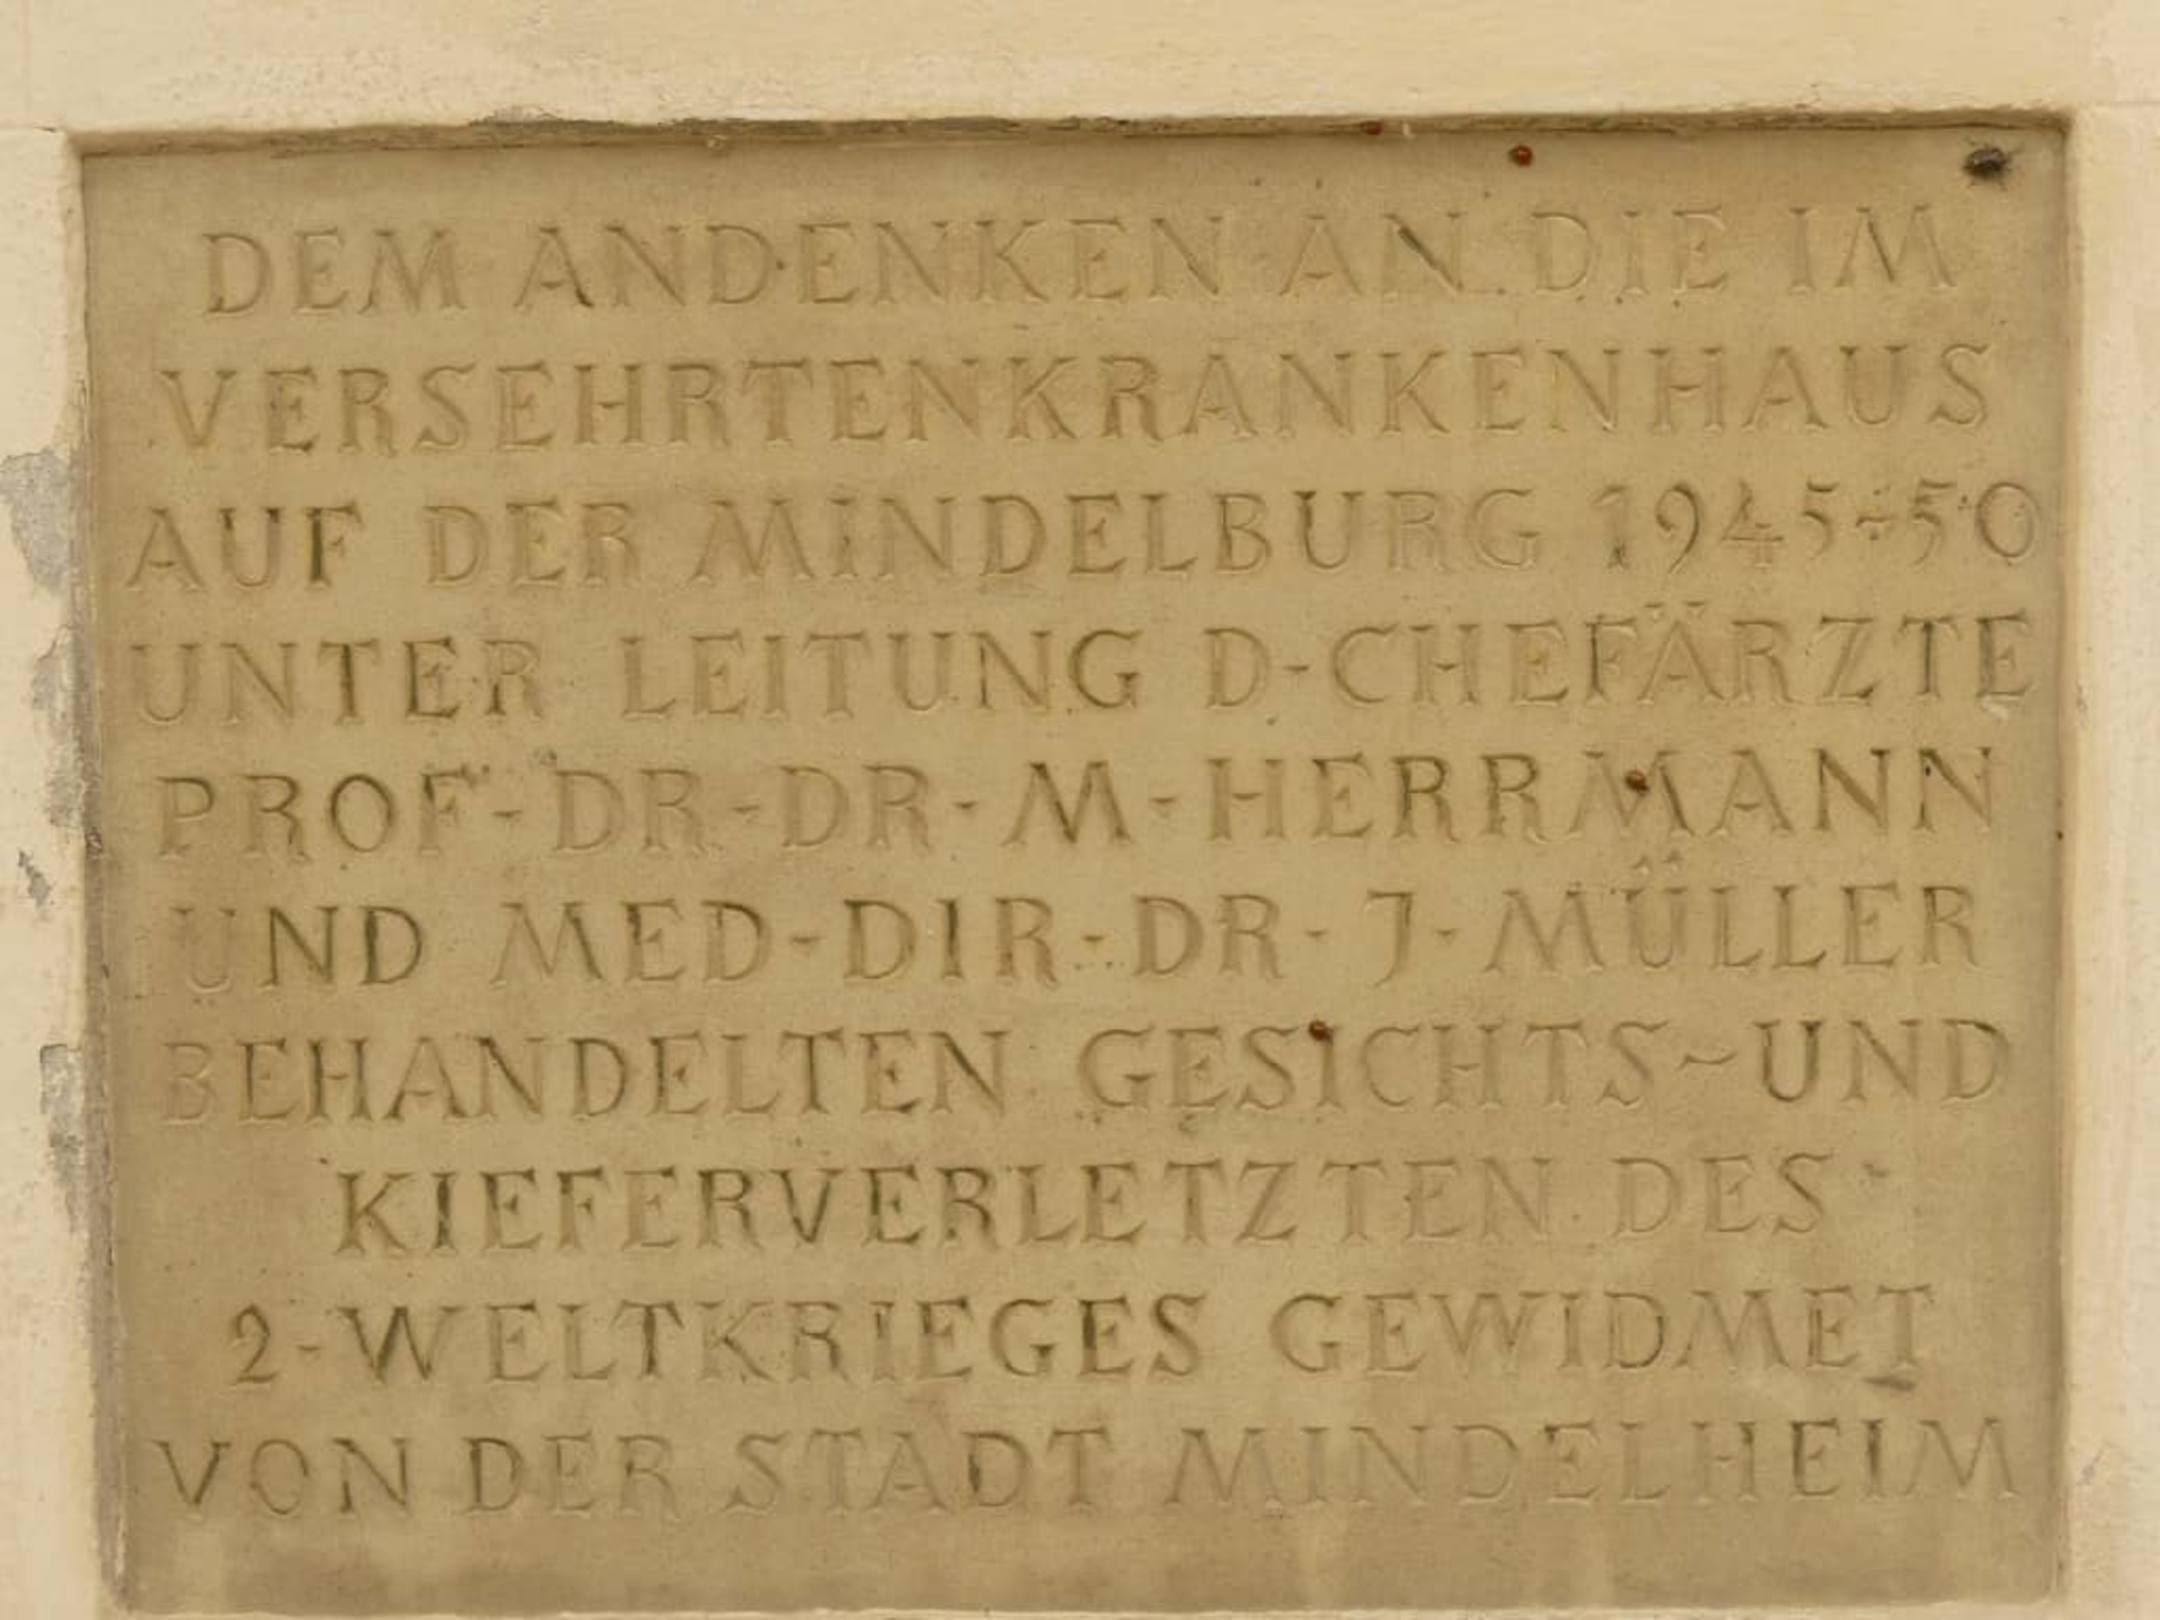 DEM ANDENKEN AN DIE IM
VERSEHRTENKRANKENHAUS
AUF DER MINDELBURG 1945-50
UNTER LEITUNG D-CHEFÄRZTE
PROF-DR-DR-M-HERRMANN
UND MED-DIR-DR-J-MÜLLER
BEHANDELTEN GESICHTS-UND
KIEFERVERLETZTEN DES
2-WELTKRIEGES GEWIDMET
VON DER STADT MINDELHEIM